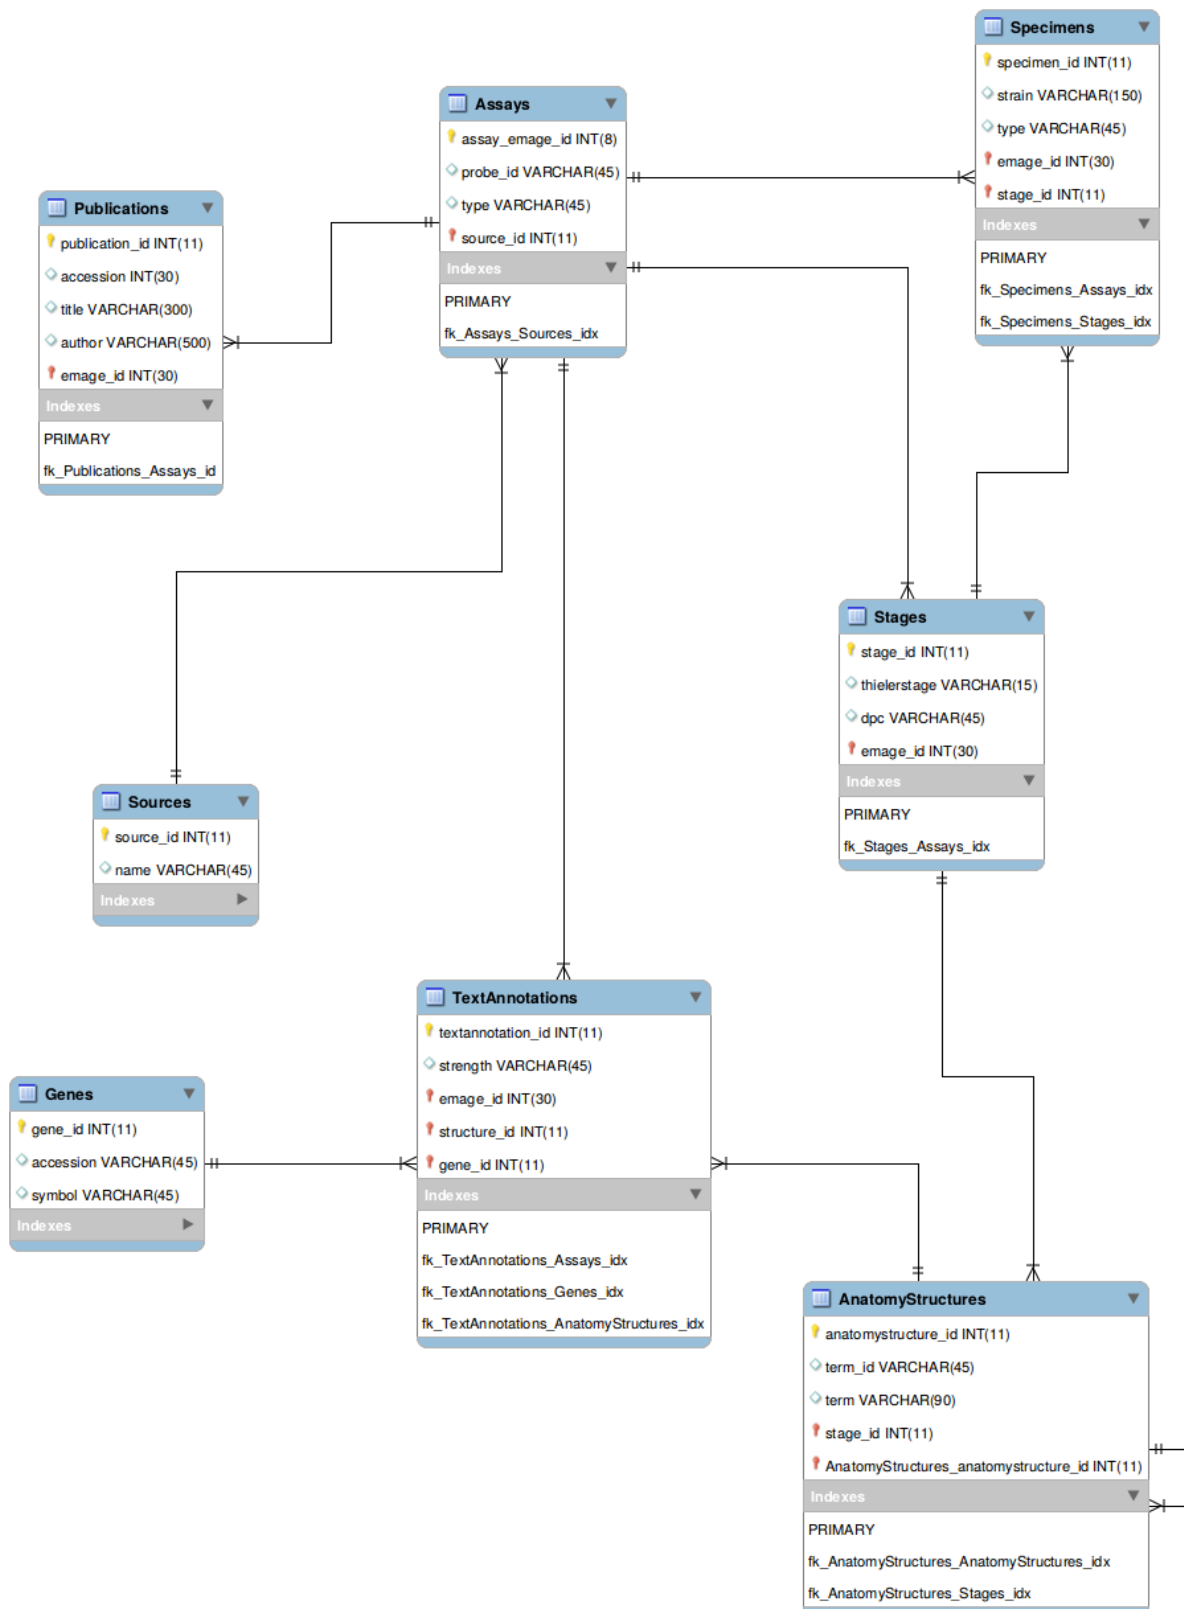 Specimens
specimen_id INT(11)
strain VARCHAR(150)
type VARCHAR(45)
emage_id INT(30)
stage_id INT(11)
Indexes
PRIMARY
fk_Specimens_Assays_idx
fk_Specimens_Stages_idx
Assays
assay_emage_id INT(8)
probe_id VARCHAR(45)
type VARCHAR(45)
source_id INT(11)
Indexes
PRIMARY
fk_Assays_Sources_idx
Publications
publication_id INT(11)
accession INT(30)
title VARCHAR(300)
author VARCHAR(500)
emage_id INT(30)
Indexes
PRIMARY
fk_Publications_Assays_id
Stages
stage_id INT(11)
thielerstage VARCHAR(15)
dpc VARCHAR(45)
emage_id INT(30)
Indexes
PRIMARY
fk_Stages_Assays_idx
Sources
source_id INT(11)
name VARCHAR(45)
Indexes
TextAnnotations
textannotation_id INT(11)
strength VARCHAR(45)
emage_id INT(30)
structure_id INT(11)
gene_id INT(11)
Indexes
PRIMARY
fk_TextAnnotations_Assays_idx
fk_TextAnnotations_Genes_idx
fk_TextAnnotations_AnatomyStructures_idx
Genes
gene_id INT(11)
accession VARCHAR(45)
symbol VARCHAR(45)
Indexes
AnatomyStructures
anatomystructure_id INT(11)
term_id VARCHAR(45)
term VARCHAR(90)
stage_id INT(11)
AnatomyStructures_anatomystructure_id INT(11)
Indexes
PRIMARY
fk_AnatomyStructures_AnatomyStructures_idx
fk_AnatomyStructures_Stages_idx